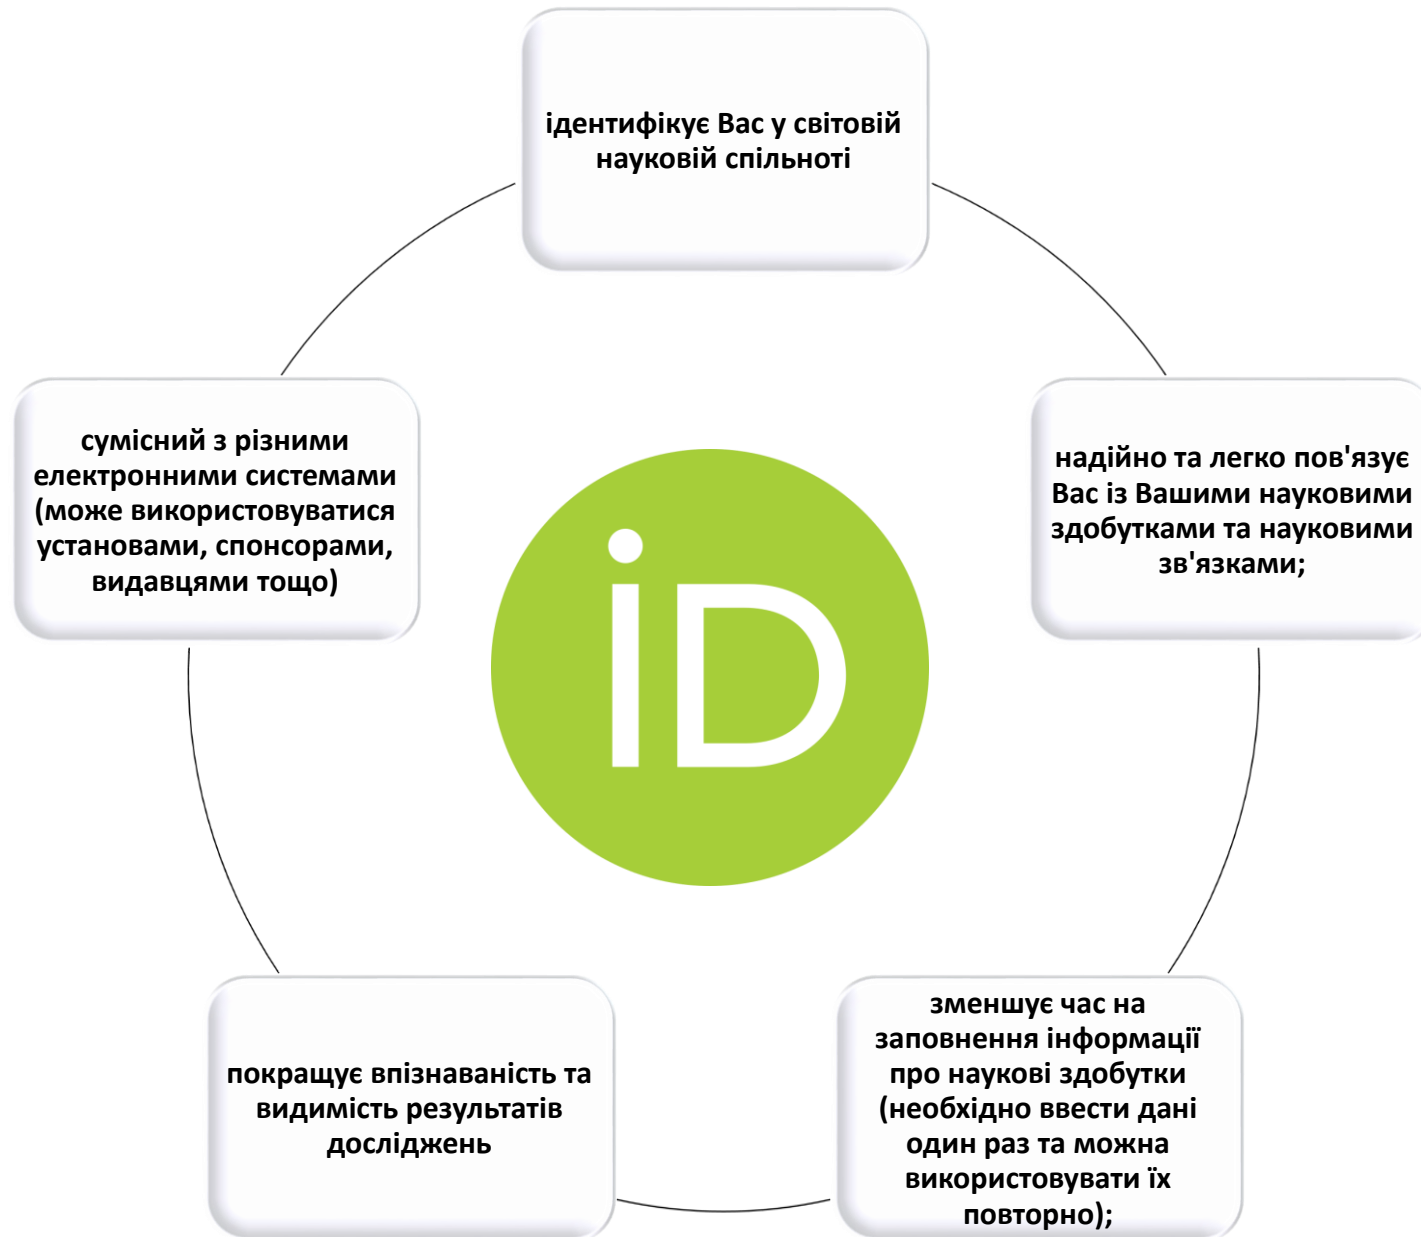 ідентифікує Вас у світовій
науковій спільноті
надійно та легко пов'язує
Вас із Вашими науковими
здобутками та науковими
зв'язками;
зменшує час на
заповнення інформації
про наукові здобутки
(необхідно ввести дані
один раз та можна
використовувати їх
повторно);
покращує впізнаваність та
видимість результатів
досліджень
сумісний з різними
електронними системами
(може використовуватися
установами, спонсорами,
видавцями тощо)
iD